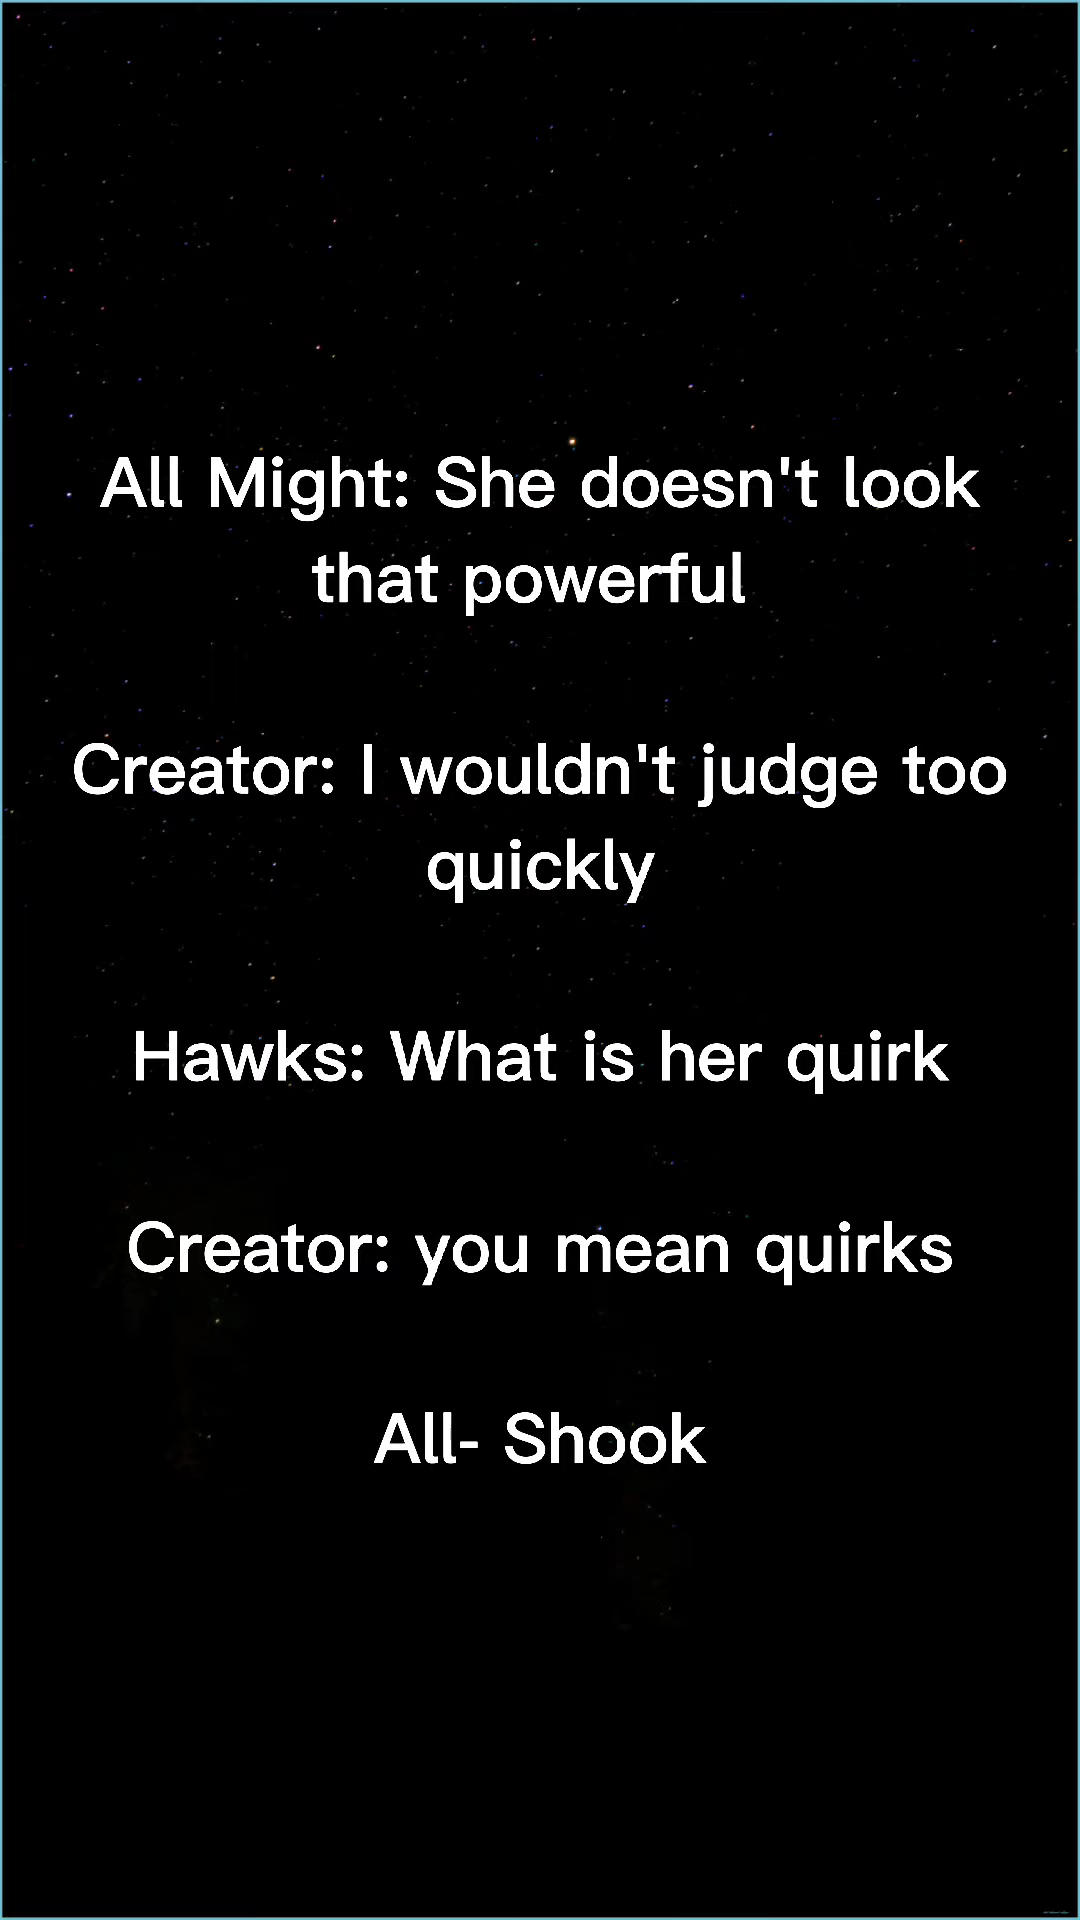 All Might: She doesn't look
that powerful
Creator: I wouldn't judge too
quickly
Hawks: What is her quirk
Creator: you mean quirks
All- Shook